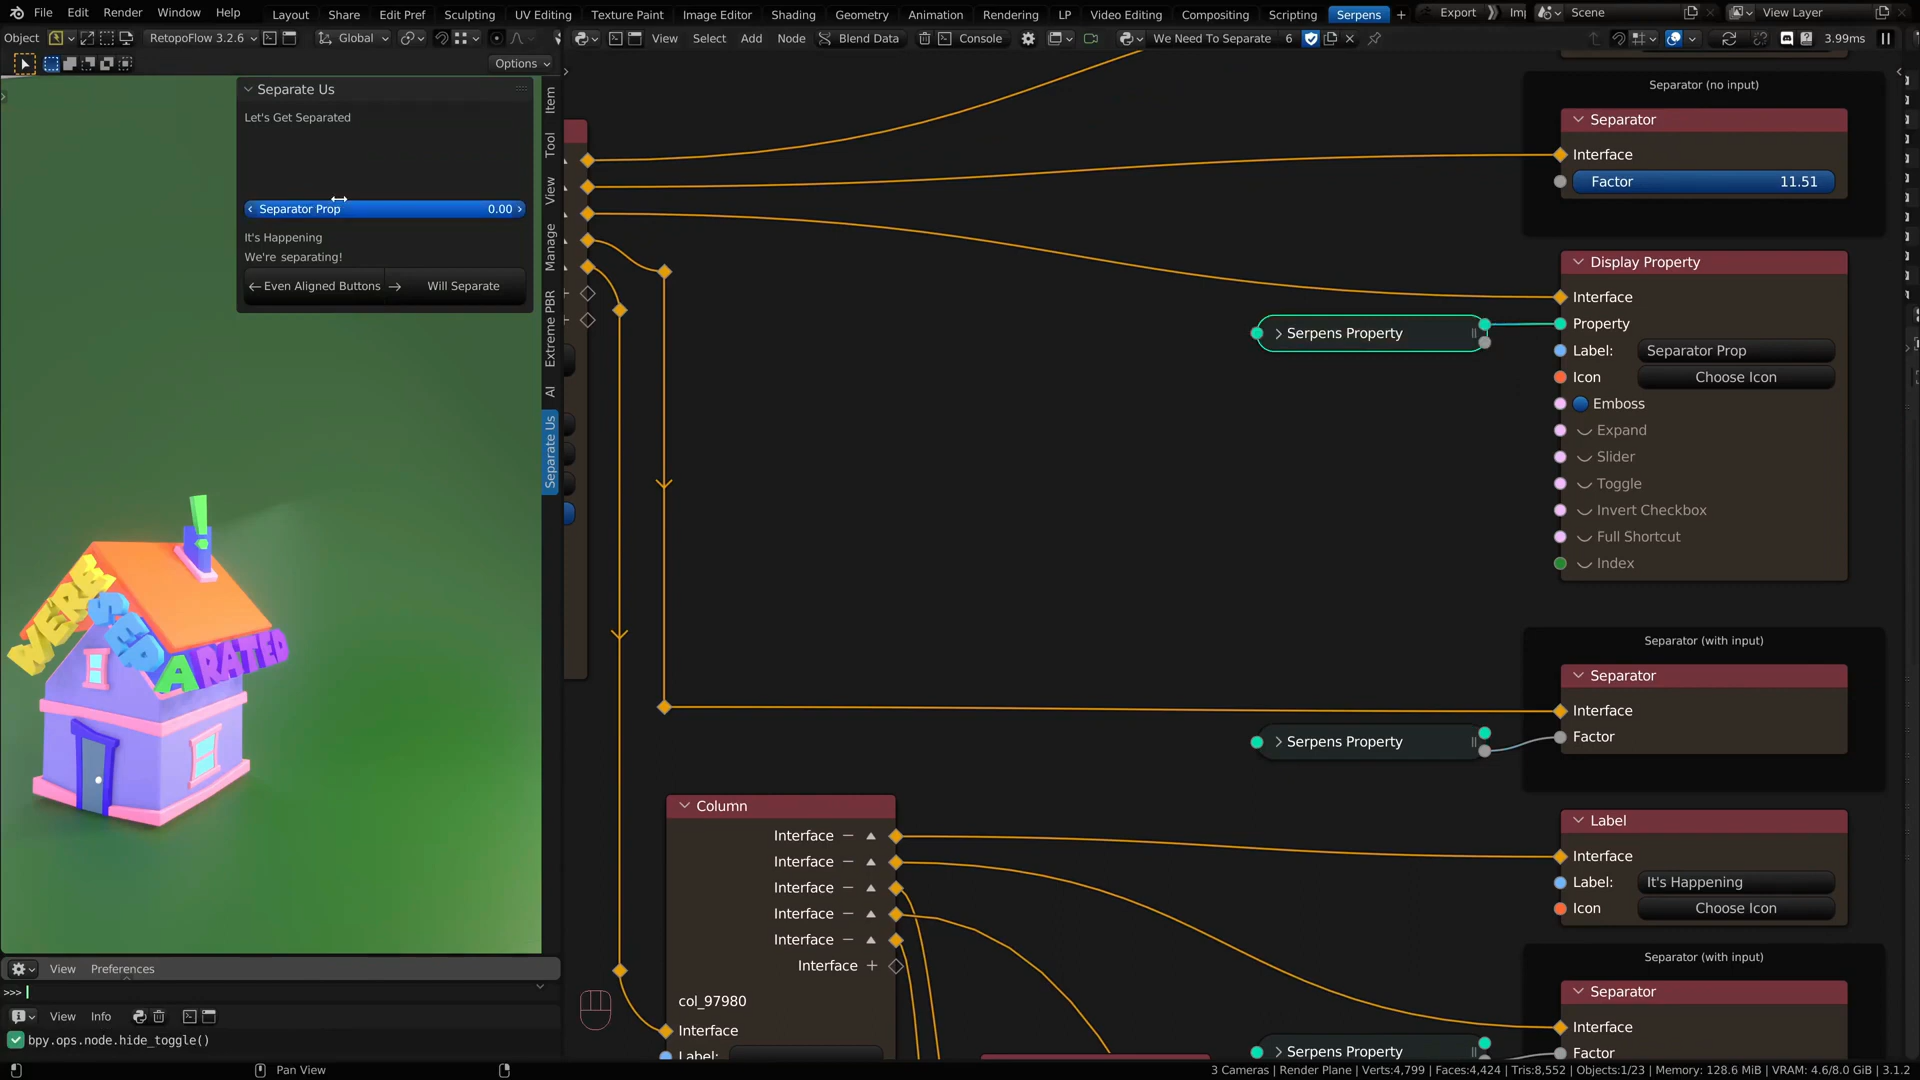 File Edit Render Window Help Layout Share Edit Pref Sculpting UV Editing Texture Paint Image Editor Shading Geometry Animation Rendering LP Video Editing Compositing Scripting Serpens + Export Scene View Layer
Object RetopoFlow 3.2.6 Global View Select Add Node Blend Data Console We Need To Separate 6 3.99ms
Options
Separate Us
Let's Get Separated
Separator Prop 0.00
It's Happening
We're separating!
Even Aligned Buttons Will Separate
Item
Tool
View
Manage
Extreme PBR
AI
Separate Us
WERE
SEP
ARATED
!
Separator (no input)
Separator
Interface
Factor 11.51
Display Property
Interface
Property
Label: Separator Prop
Icon Choose Icon
Emboss
Expand
Slider
Toggle
Invert Checkbox
Full Shortcut
Index
Serpens Property
Separator (with input)
Separator
Interface
Factor
Serpens Property
Column
Interface
Interface
Interface
Interface
Interface
Interface +
col_97980
Interface
Label:
Label
Interface
Label: It's Happening
Icon Choose Icon
Separator (with input)
Separator
Interface
Factor
Serpens Property
View Preferences
>>>
View Info
bpy.ops.node.hide_toggle()
Pan View
3 Cameras | Render Plane | Verts:4,799 | Faces:4,424 | Tris:8,552 | Objects:1/23 | Memory: 128.6 MiB | VRAM: 4.6/8.0 GiB | 3.1.2